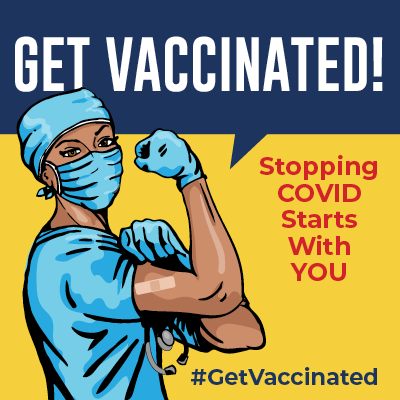 GET VACCINATED!
Stopping
COVID
Starts
With
YOU
#GetVaccinated